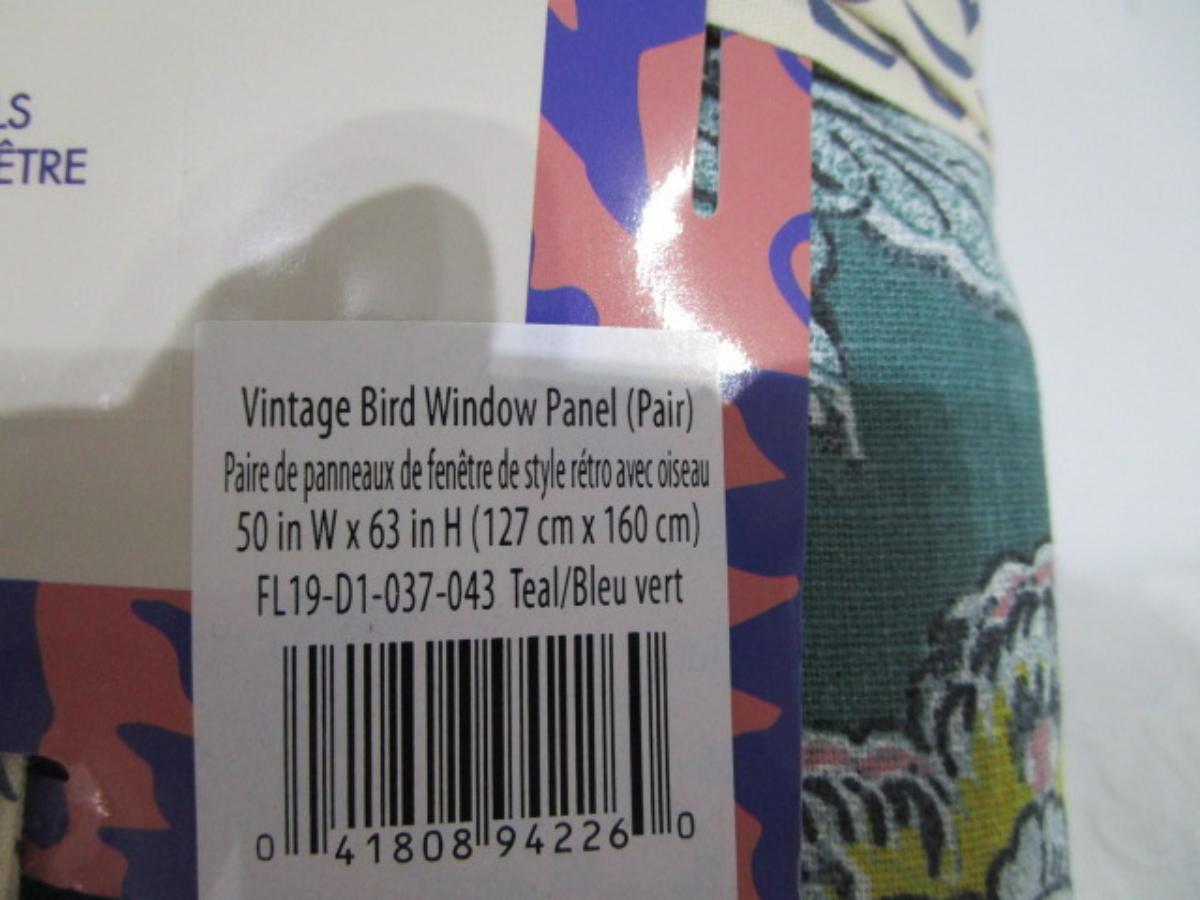 LS
ÊTRE
Vintage Bird Window Panel (Pair)
Paire de panneaux de fenêtre de style rétro avec oiseau
50 in W x 63 in H (127 cm x 160 cm)
FL19-D1-037-043 Teal/Bleu vert
0 41808 94226 0